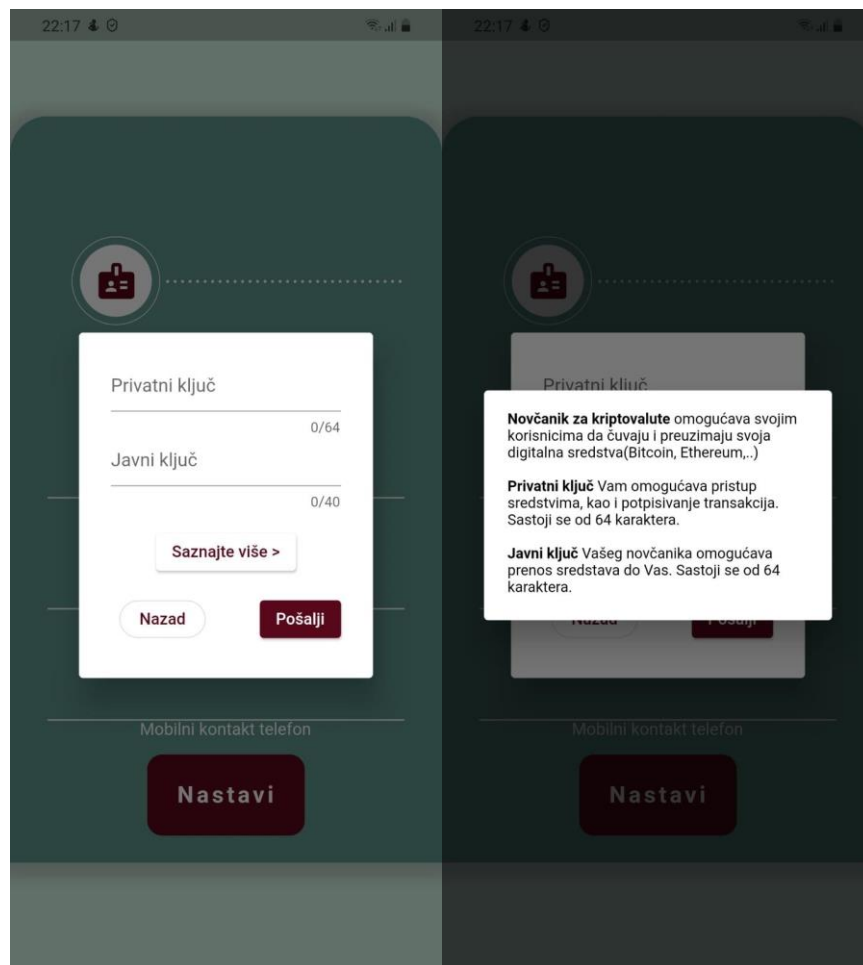 22:17
Privatni ključ
0/64
Javni ključ
0/40
Saznajte više >
Nazad
Pošalji
Mobilni kontakt telefon
Nastavi
22:17
Privatni ključ
Novčanik za kriptovalute omogućava svojim
korisnicima da čuvaju i preuzimaju svoja
digitalna sredstva(Bitcoin, Ethereum,..)
Privatni ključ Vam omogućava pristup
sredstvima, kao i potpisivanje transakcija.
Sastoji se od 64 karaktera.
Javni ključ Vašeg novčanika omogućava
prenos sredstava do Vas. Sastoji se od 64
karaktera.
Nazad
Pošalji
Mobilni kontakt telefon
Nastavi